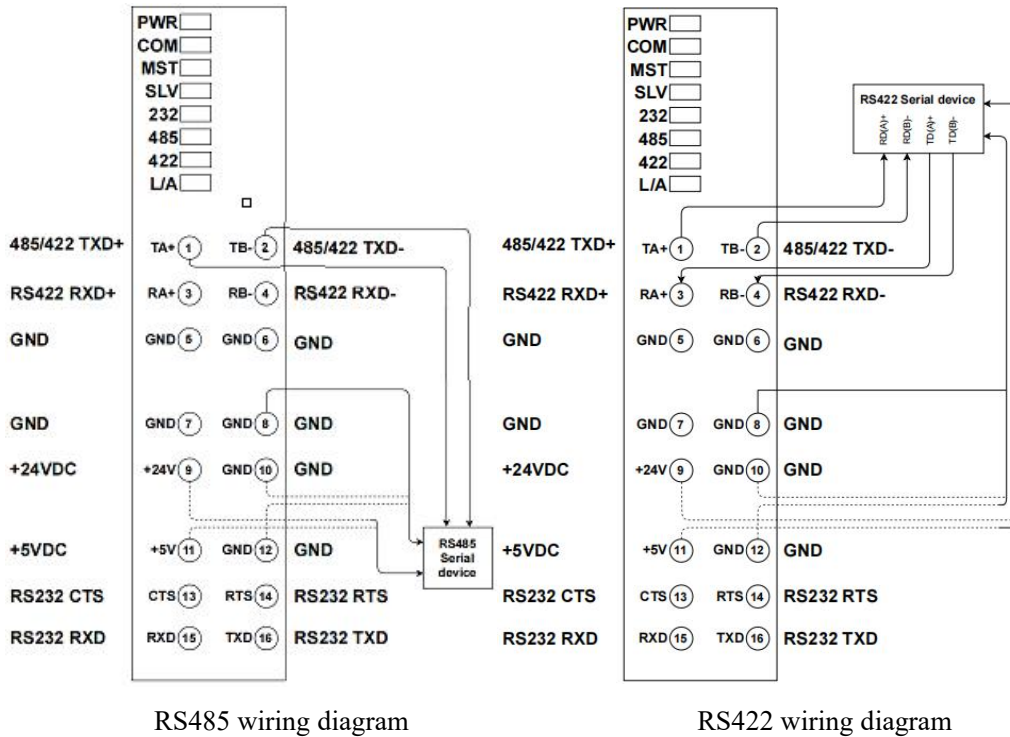 PWR
COM
MST
SLV
232
485
422
L/A
485/422 TXD+ TA+ 1 TB- 2 485/422 TXD-
RS422 RXD+ RA+ 3 RB- 4 RS422 RXD-
GND GND 5 GND 6 GND
GND GND 7 GND 8 GND
+24VDC +24V 9 GND 10 GND
+5VDC +5V 11 GND 12 GND
RS232 CTS CTS 13 RTS 14 RS232 RTS
RS232 RXD RXD 15 TXD 16 RS232 TXD
RS485
Serial
device
RS485 wiring diagram
PWR
COM
MST
SLV
232
485
422
L/A
RS422 Serial device
RD(A)+
RD(B)-
TD(A)+
TD(B)-
485/422 TXD+ TA+ 1 TB- 2 485/422 TXD-
RS422 RXD+ RA+ 3 RB- 4 RS422 RXD-
GND GND 5 GND 6 GND
GND GND 7 GND 8 GND
+24VDC +24V 9 GND 10 GND
+5VDC +5V 11 GND 12 GND
RS232 CTS CTS 13 RTS 14 RS232 RTS
RS232 RXD RXD 15 TXD 16 RS232 TXD
RS422 wiring diagram